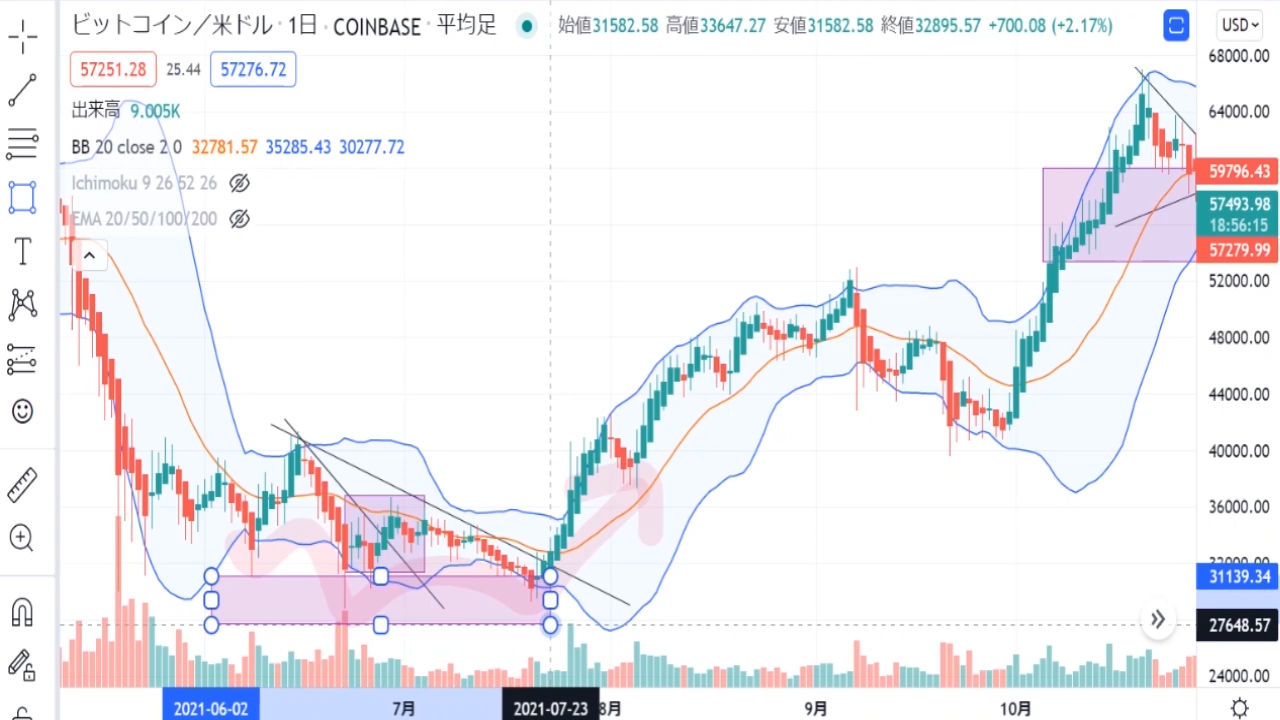 ビットコイン／米ドル · 1日 · COINBASE · 平均足 始値31582.58 高値33647.27 安値31582.58 終値32895.57 +700.08 (+2.17%) USD
57251.28 25.44 57276.72
出来高 9.005K
BB 20 close 2 0 32781.57 35285.43 30277.72
Ichimoku 9 26 52 26
EMA 20/50/100/200
T
68000.00
64000.00
59796.43
57493.98
18:56:15
57279.99
52000.00
48000.00
44000.00
40000.00
36000.00
31139.34
27648.57
24000.00
2021-06-02 7月 2021-07-23 8月 9月 10月